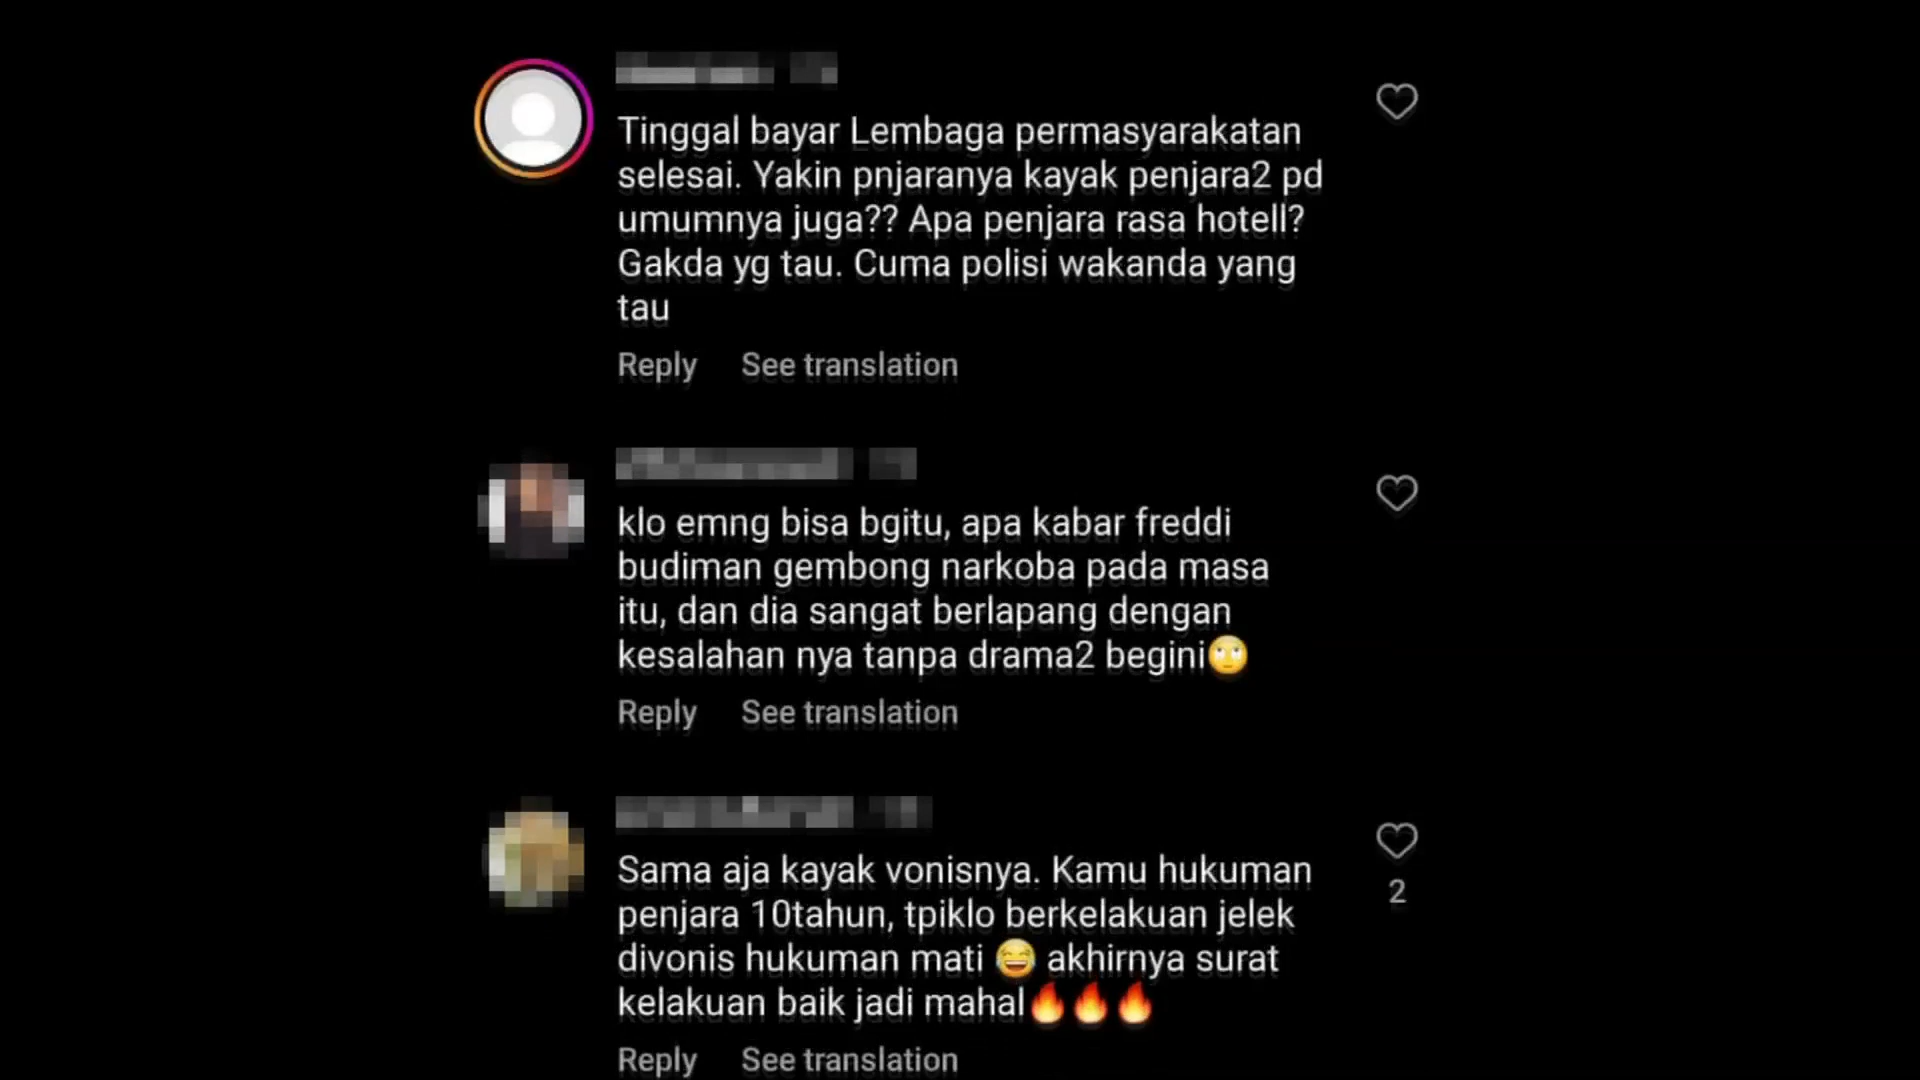 Tinggal bayar Lembaga permasyarakatan
selesai. Yakin pnjaranya kayak penjara2 pd
umumnya juga?? Apa penjara rasa hotell?
Gakda yg tau. Cuma polisi wakanda yang
tau
Reply See translation
klo emng bisa bgitu, apa kabar freddi
budiman gembong narkoba pada masa
itu, dan dia sangat berlapang dengan
kesalahan nya tanpa drama2 begini🙄
Reply See translation
Sama aja kayak vonisnya. Kamu hukuman
penjara 10tahun, tpiklo berkelakuan jelek
divonis hukuman mati 😂 akhirnya surat
kelakuan baik jadi mahal🔥🔥🔥
2
Reply See translation